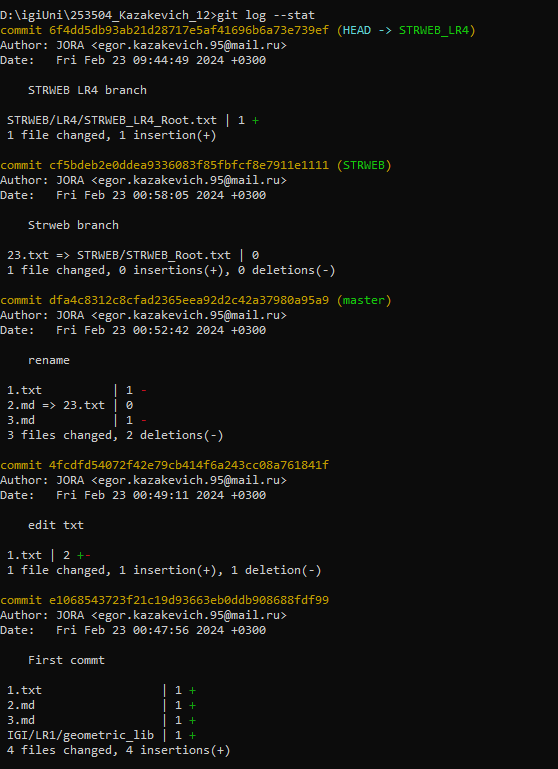 D:\igiUni\253504_Kazakevich_12>git log --stat
commit 6f4dd5db93ab21d28717e5af41696b6a73e739ef (HEAD -> STRWEB_LR4)
Author: JORA <egor.kazakevich.95@mail.ru>
Date:   Fri Feb 23 09:44:49 2024 +0300

    STRWEB LR4 branch

 STRWEB/LR4/STRWEB_LR4_Root.txt | 1 +
 1 file changed, 1 insertion(+)

commit cf5bdeb2e0ddea9336083f85fbfcf8e7911e1111 (STRWEB)
Author: JORA <egor.kazakevich.95@mail.ru>
Date:   Fri Feb 23 00:58:05 2024 +0300

    Strweb branch

 23.txt => STRWEB/STRWEB_Root.txt | 0
 1 file changed, 0 insertions(+), 0 deletions(-)

commit dfa4c8312c8cfad2365eea92d2c42a37980a95a9 (master)
Author: JORA <egor.kazakevich.95@mail.ru>
Date:   Fri Feb 23 00:52:42 2024 +0300

    rename

 1.txt          | 1 -
 2.md => 23.txt | 0
 3.md           | 1 -
 3 files changed, 2 deletions(-)

commit 4fcdfd54072f42e79cb414f6a243cc08a761841f
Author: JORA <egor.kazakevich.95@mail.ru>
Date:   Fri Feb 23 00:49:11 2024 +0300

    edit txt

 1.txt | 2 +-
 1 file changed, 1 insertion(+), 1 deletion(-)

commit e1068543723f21c19d93663eb0ddb908688fdf99
Author: JORA <egor.kazakevich.95@mail.ru>
Date:   Fri Feb 23 00:47:56 2024 +0300

    First commt

 1.txt                 | 1 +
 2.md                  | 1 +
 3.md                  | 1 +
 IGI/LR1/geometric_lib | 1 +
 4 files changed, 4 insertions(+)